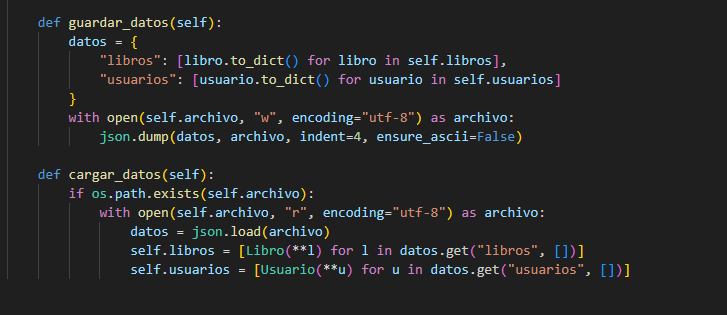 def guardar_datos(self):
datos = {
"libros": [libro.to_dict() for libro in self.libros],
"usuarios": [usuario.to_dict() for usuario in self.usuarios]
}
with open(self.archivo, "w", encoding="utf-8") as archivo:
json.dump(datos, archivo, indent=4, ensure_ascii=False)
def cargar_datos(self):
if os.path.exists(self.archivo):
with open(self.archivo, "r", encoding="utf-8") as archivo:
datos = json.load(archivo)
self.libros = [Libro(**l) for l in datos.get("libros", [])]
self.usuarios = [Usuario(**u) for u in datos.get("usuarios", [])]